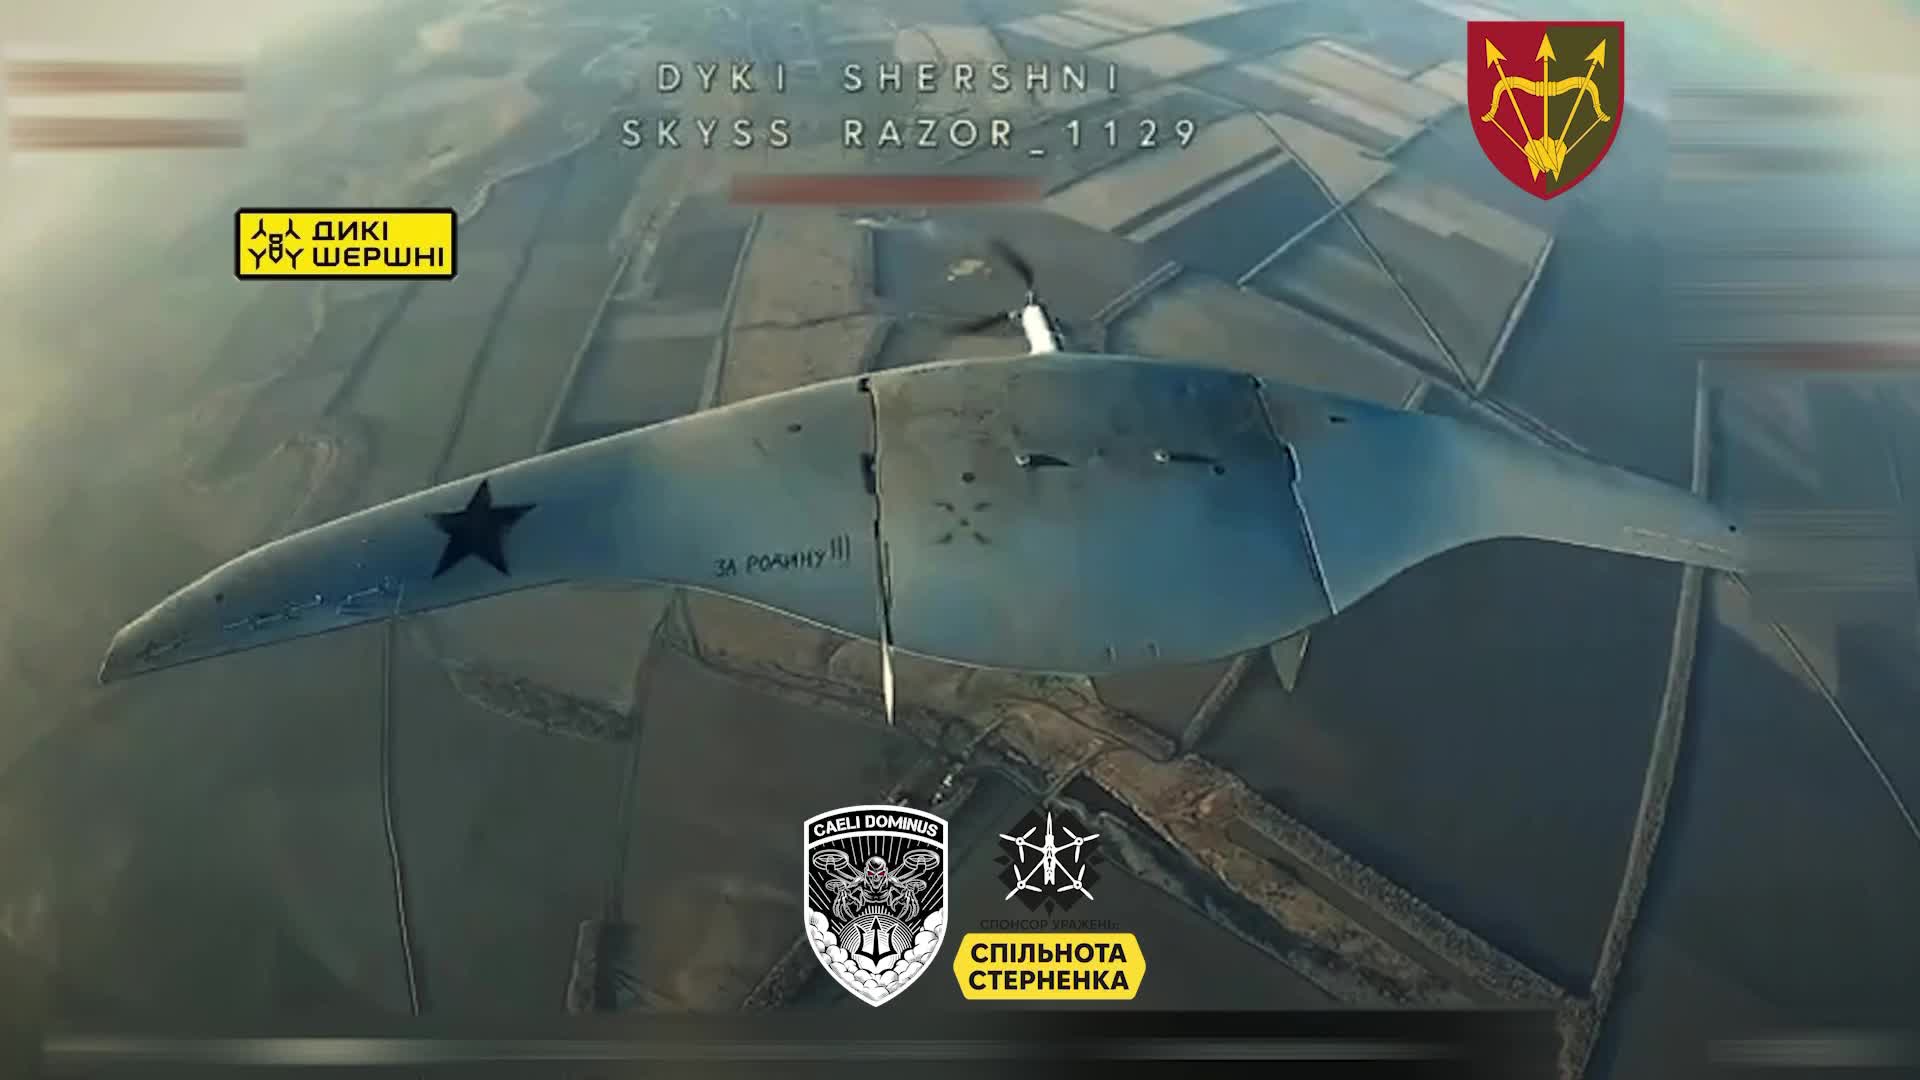 DYKI SHERSHNI
SKYSS RAZOR_1129
ДИКІ
ШЕРШНІ
ЗА РОДИНУ!!!
CAELI DOMINUS
СПОНСОР УРАЖЕНЬ:
СПІЛЬНОТА
СТЕРНЕНКА